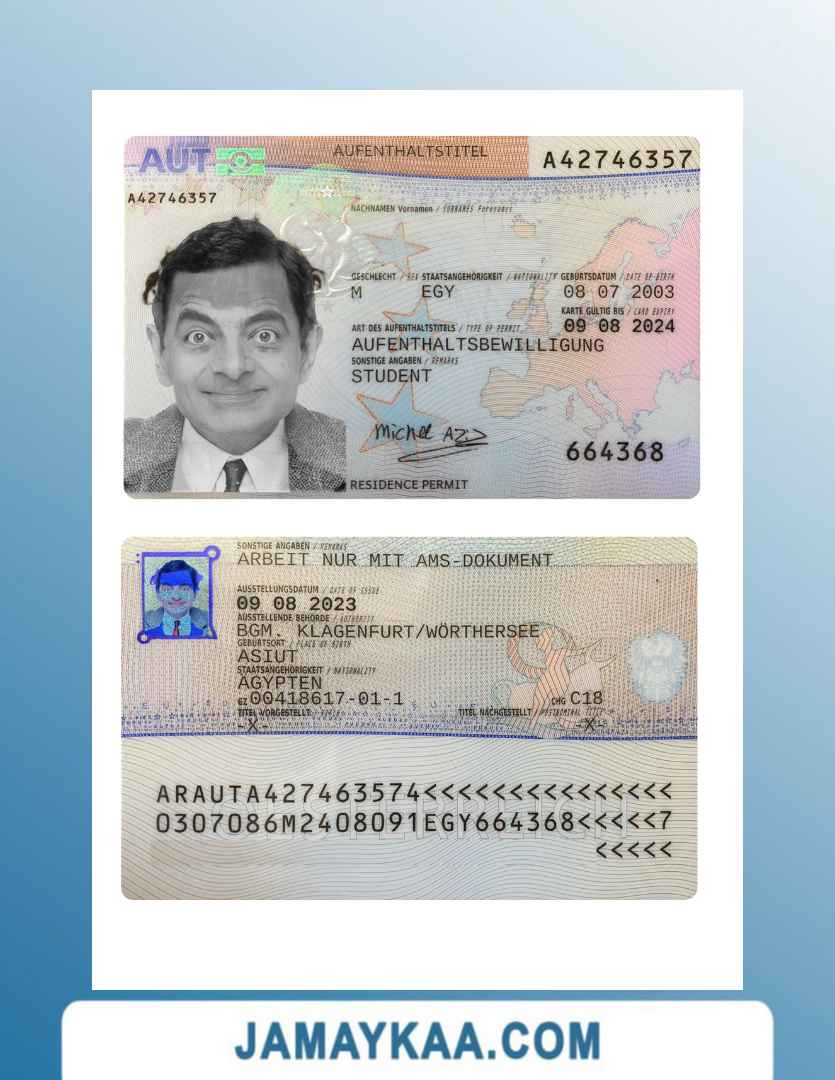 AUT
AUFENTHALTSTITEL
A42746357
A42746357
NACHNAMEN Vornamen / SURNAMES Forenames
GESCHLECHT / SEX STAATSANGEHÖRIGKEIT / NATIONALITY GEBURTSDATUM / DATE OF BIRTH
M EGY 08 07 2003
KARTE GÜLTIG BIS / CARD EXPIRY
09 08 2024
ART DES AUFENTHALTSTITELS / TYPE OF PERMIT
AUFENTHALTSBEWILLIGUNG
SONSTIGE ANGABEN / REMARKS
STUDENT
Michel Aziz
664368
RESIDENCE PERMIT
SONSTIGE ANGABEN / REMARKS
ARBEIT NUR MIT AMS-DOKUMENT
AUSSTELLUNGSDATUM / DATE OF ISSUE
09 08 2023
AUSSTELLENDE BEHÖRDE / AUTHORITY
BGM. KLAGENFURT/WÖRTHERSEE
GEBURTSORT / PLACE OF BIRTH
ASIUT
STAATSANGEHÖRIGKEIT / NATIONALITY
ÄGYPTEN
GZ 00418617-01-1 CHG C18
TITEL VORGESTELLT TITEL NACHGESTELLT / POSTNOMINAL TITLE
-X- -X-
ARAUTA427463574<<<<<<<<<<<<<<<
0307086M2408091EGY664368<<<<<7
<<<<<
ÖSTERREICH
JAMAYKAA.COM